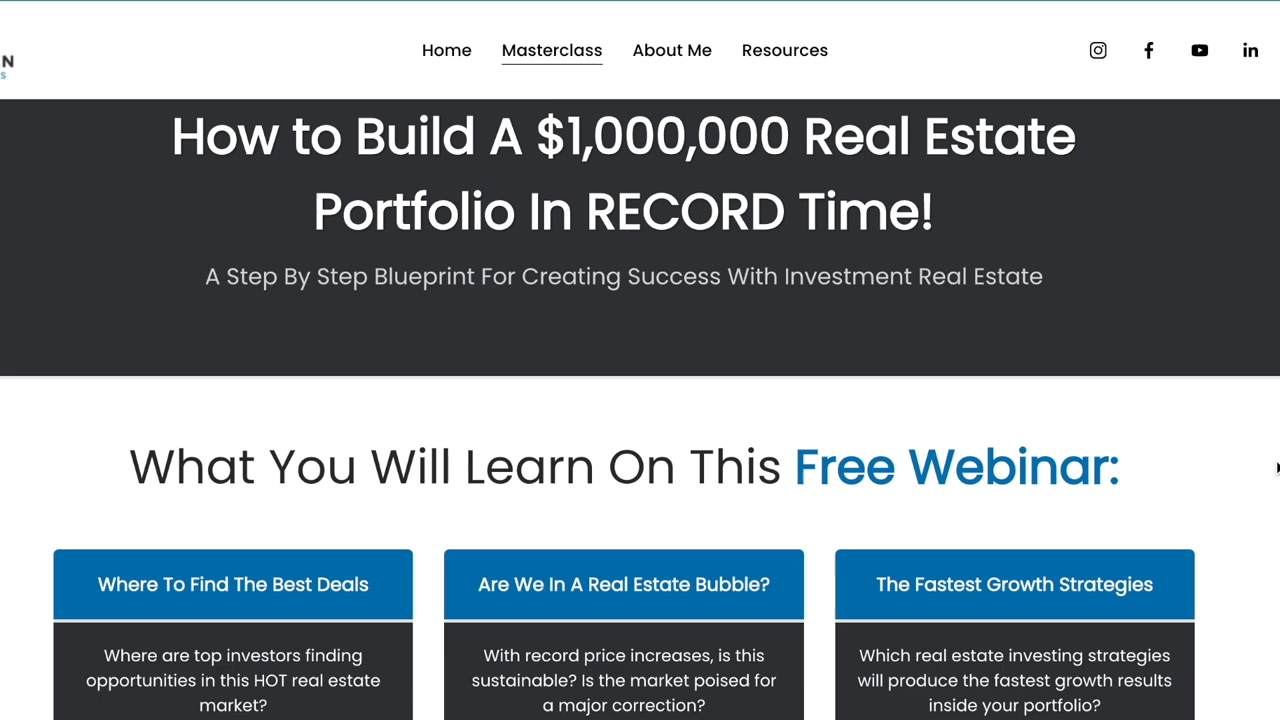 Home Masterclass About Me Resources
How to Build A $1,000,000 Real Estate
Portfolio In RECORD Time!
A Step By Step Blueprint For Creating Success With Investment Real Estate
What You Will Learn On This Free Webinar:
Where To Find The Best Deals
Where are top investors finding
opportunities in this HOT real estate
market?
Are We In A Real Estate Bubble?
With record price increases, is this
sustainable? Is the market poised for
a major correction?
The Fastest Growth Strategies
Which real estate investing strategies
will produce the fastest growth results
inside your portfolio?